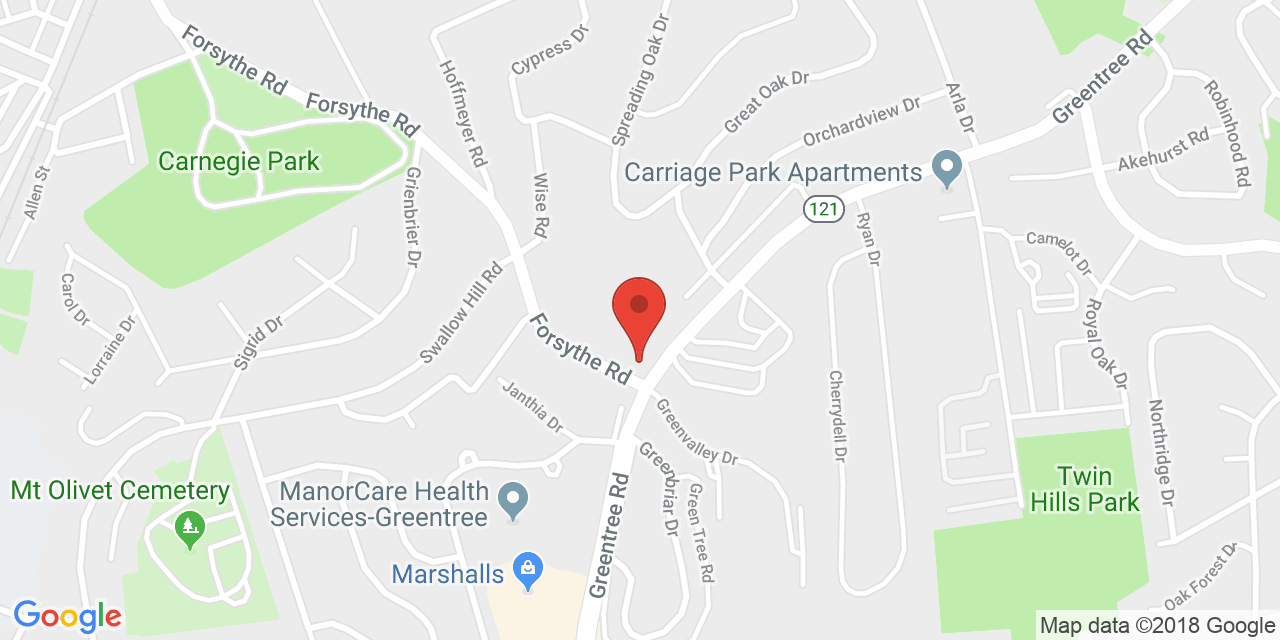 Forsythe Rd
Forsythe Rd
Hoffmeyer Rd
Cypress Dr
Spreading Oak Dr
Great Oak Dr
Orchardview Dr
Arla Dr
Greentree Rd
Robinhood Rd
Akehurst Rd
Carnegie Park
Allen St
Grienbrier Dr
Wise Rd
Carriage Park Apartments
121
Ryan Dr
Camelot Dr
Royal Oak Dr
Carol Dr
Lorraine Dr
Sigrid Dr
Swallow Hill Rd
Forsythe Rd
Janthia Dr
Greenvalley Dr
Cherrydell Dr
Northridge Dr
Mt Olivet Cemetery
ManorCare Health
Services-Greentree
Greentree Rd
Greenbriar Dr
Green Tree Rd
Twin
Hills Park
Marshalls
Oak Forest Dr
Google
Map data ©2018 Google